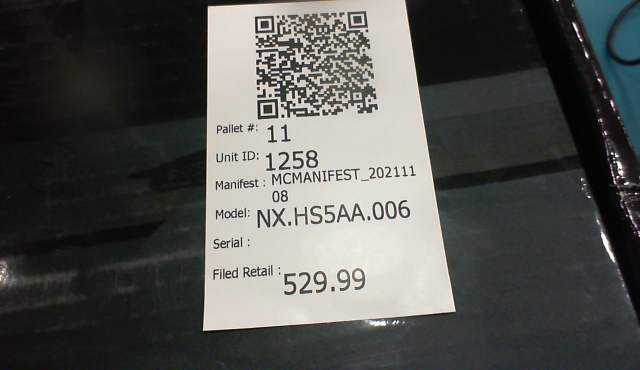 Pallet #: 11
Unit ID: 1258
Manifest : MCMANIFEST_202111
08
Model: NX.HS5AA.006
Serial :
Filed Retail : 529.99